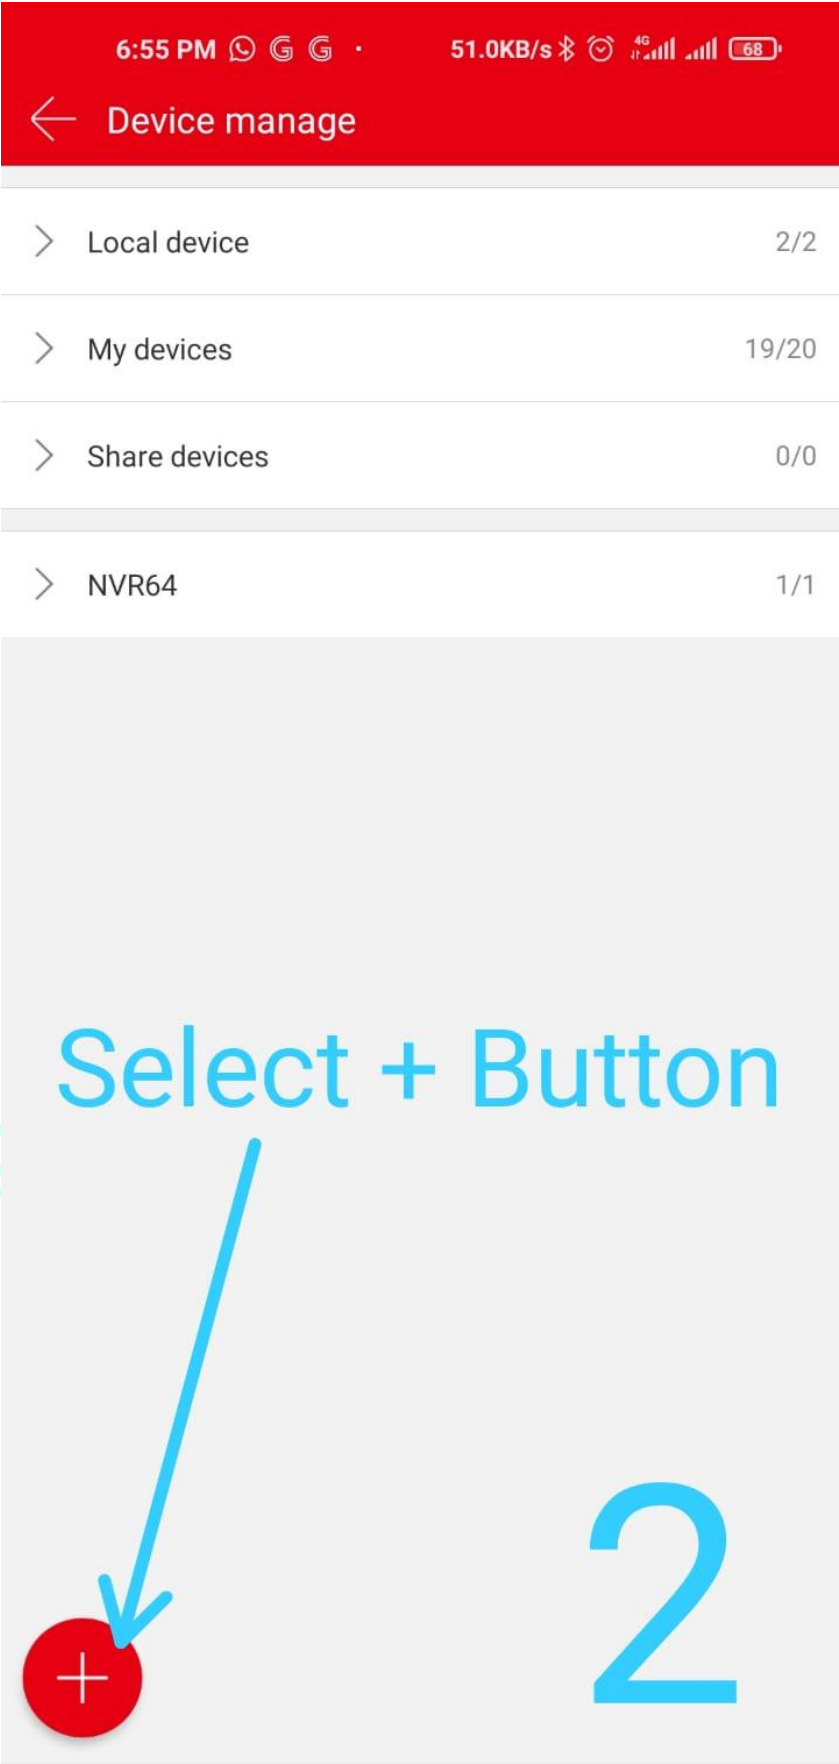 6:55 PM 51.0KB/s 4G 68
Device manage
Local device 2/2
My devices 19/20
Share devices 0/0
NVR64 1/1
Select + Button
2